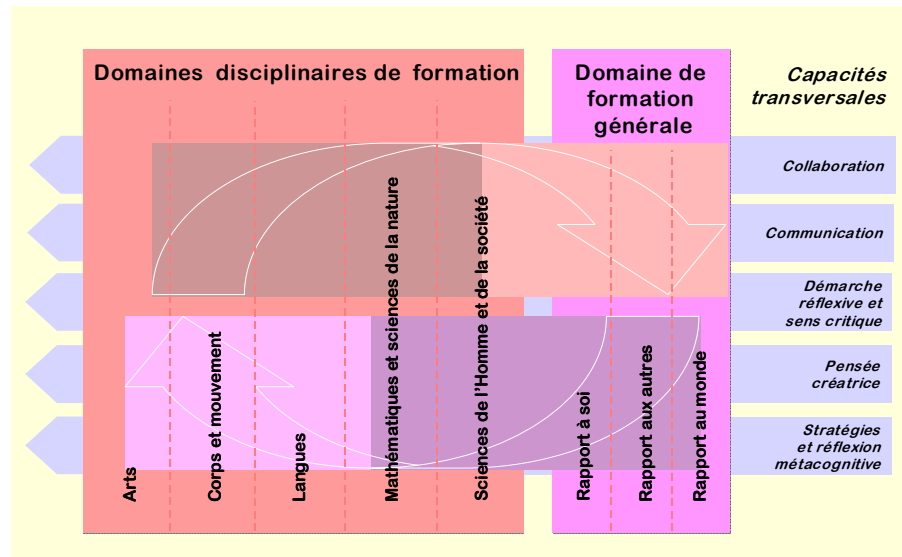 Domaines disciplinaires de formation
Domaine de
formation
générale
Capacités
transversales
Collaboration
Communication
Démarche
réflexive et
sens critique
Pensée
créatrice
Stratégies
et réflexion
métacognitive
Arts
Corps et mouvement
Langues
Mathématiques et sciences de la nature
Sciences de l'Homme et de la société
Rapport à soi
Rapport aux autres
Rapport au monde